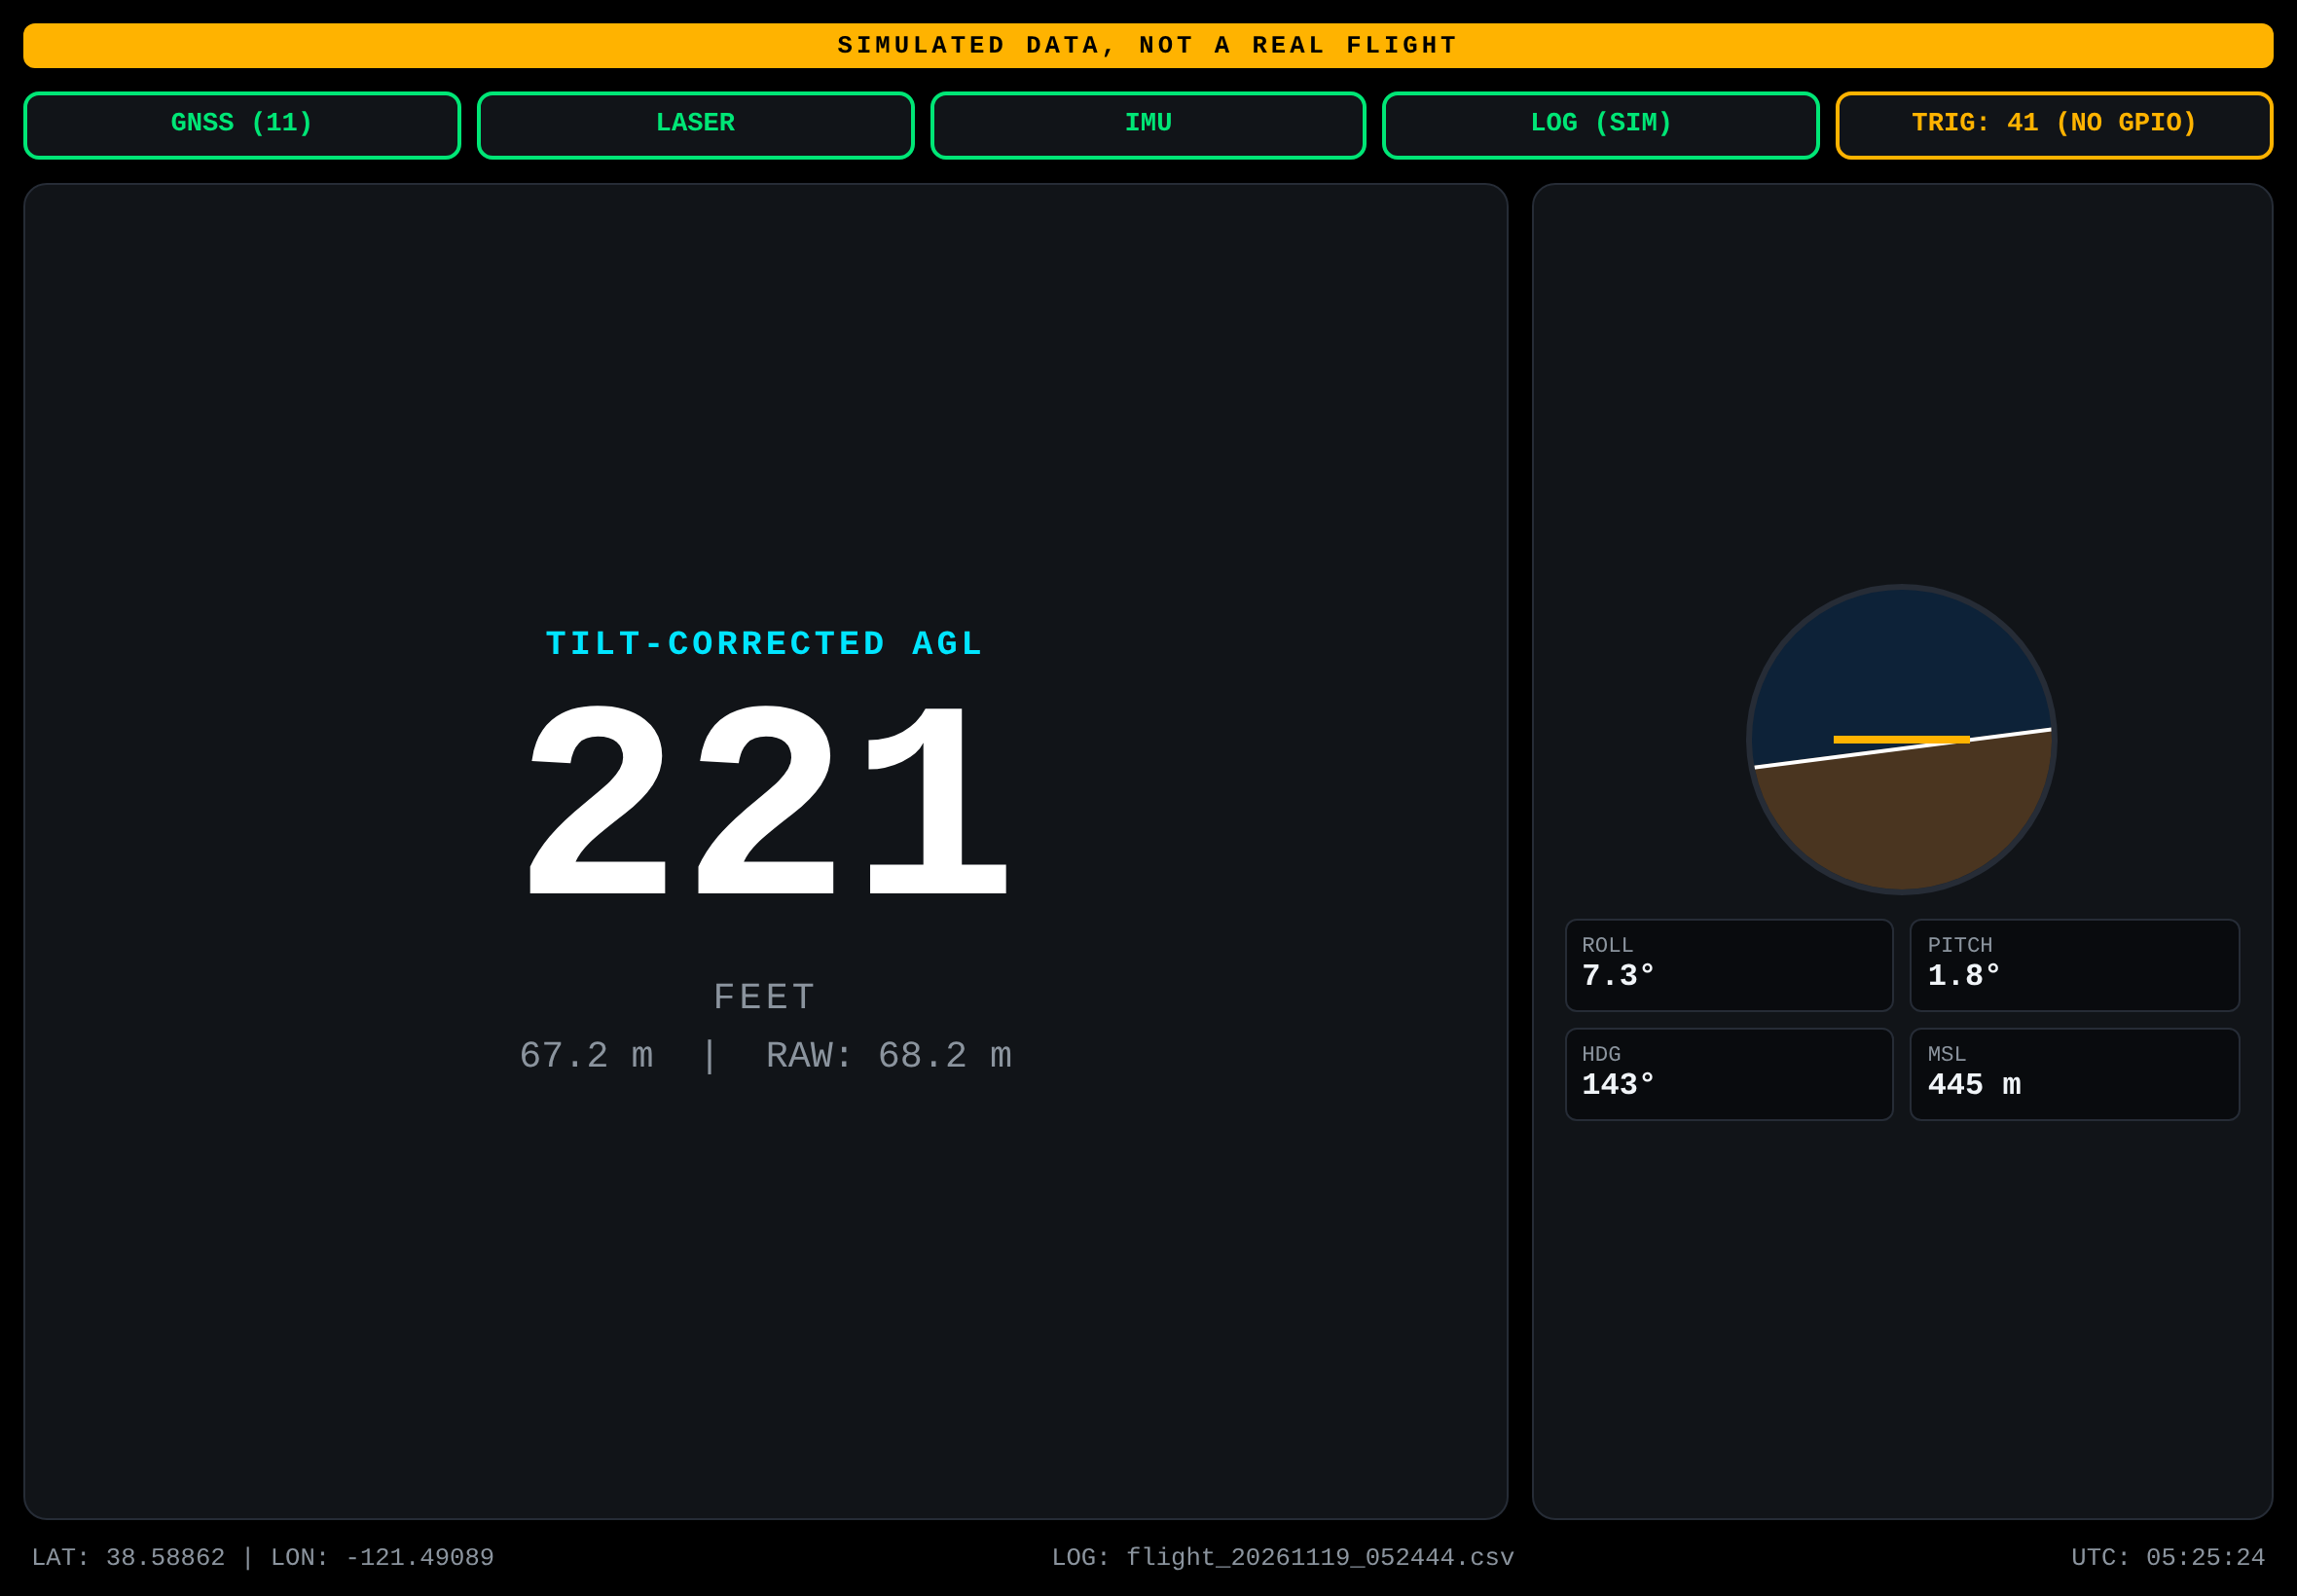 SIMULATED DATA, NOT A REAL FLIGHT
GNSS (11)
LASER
IMU
LOG (SIM)
TRIG: 41 (NO GPIO)
TILT-CORRECTED AGL
221
FEET
67.2 m | RAW: 68.2 m
ROLL
7.3°
PITCH
1.8°
HDG
143°
MSL
445 m
LAT: 38.58862 | LON: -121.49089
LOG: flight_20261119_052444.csv
UTC: 05:25:24